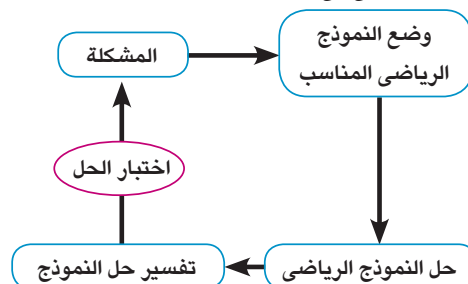 المشكلة
وضع النموذج
الرياضى المناسب
اختبار الحل
تفسير حل النموذج
حل النموذج الرياضى